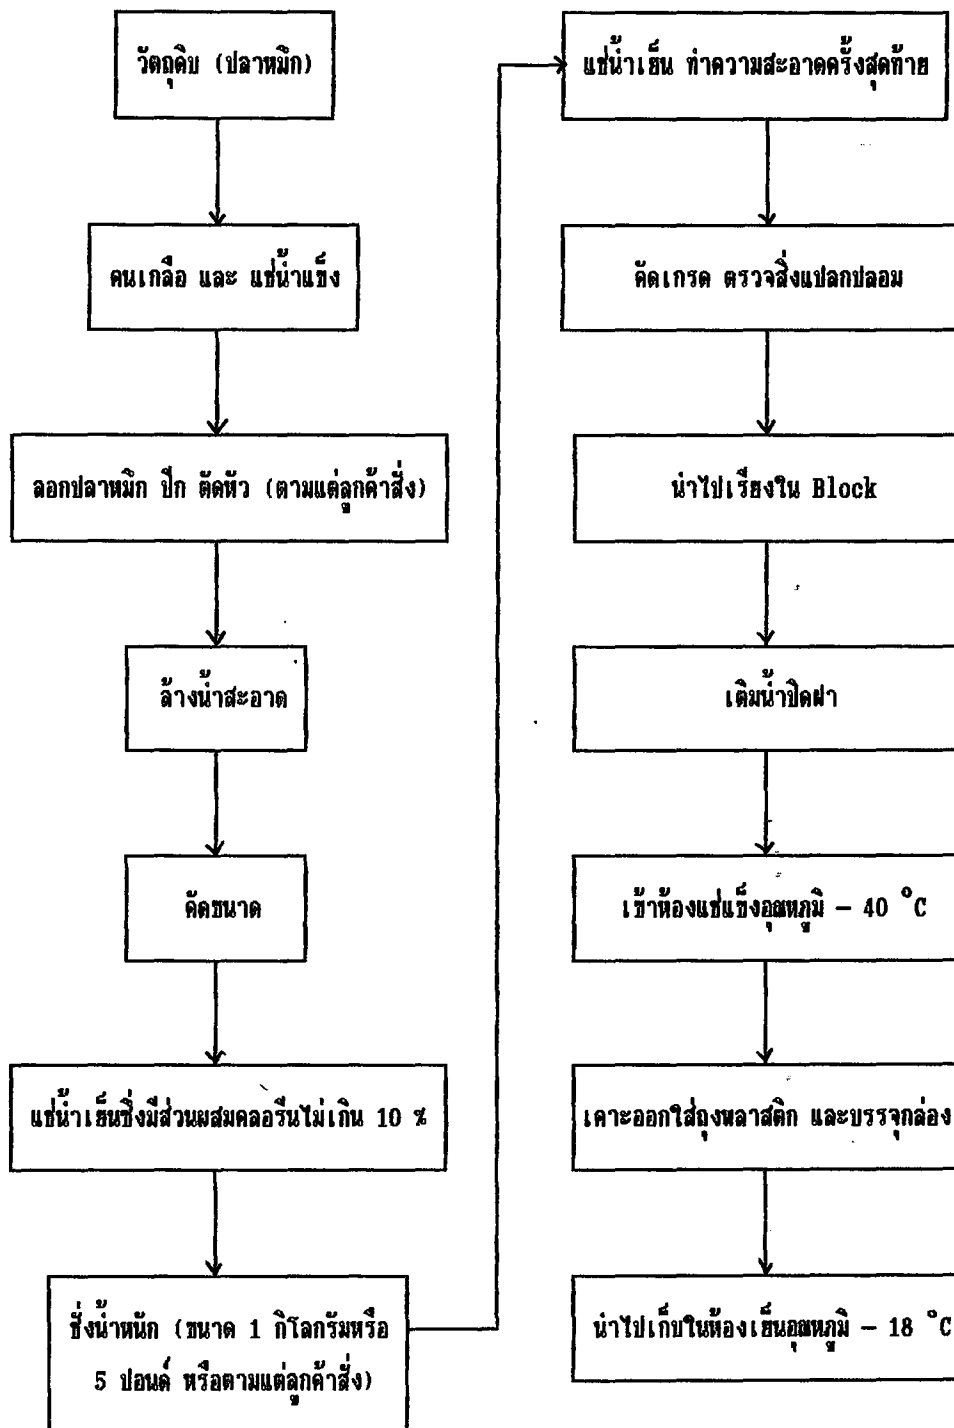 วัตถุดิบ (ปลาหมึก)
คนเกลือ และ แช่น้ำแข็ง
ลอกปลาหมึก ปีก ตัดหัว (ตามแต่ลูกค้าสั่ง)
ล้างน้ำสะอาด
คัดขนาด
แช่น้ำเย็นซึ่งมีส่วนผสมคลอรีนไม่เกิน 10 %
ชั่งน้ำหนัก (ขนาด 1 กิโลกรัมหรือ
5 ปอนด์ หรือตามแต่ลูกค้าสั่ง)
แช่น้ำเย็น ทำความสะอาดครั้งสุดท้าย
คัดเกรด ตรวจสิ่งแปลกปลอม
นำไปเรียงใน Block
เติมน้ำปิดฝา
เข้าห้องแช่แข็งอุณหภูมิ - 40 °C
เคาะออกใส่ถุงพลาสติก และบรรจุกล่อง
นำไปเก็บในห้องเย็นอุณหภูมิ - 18 °C